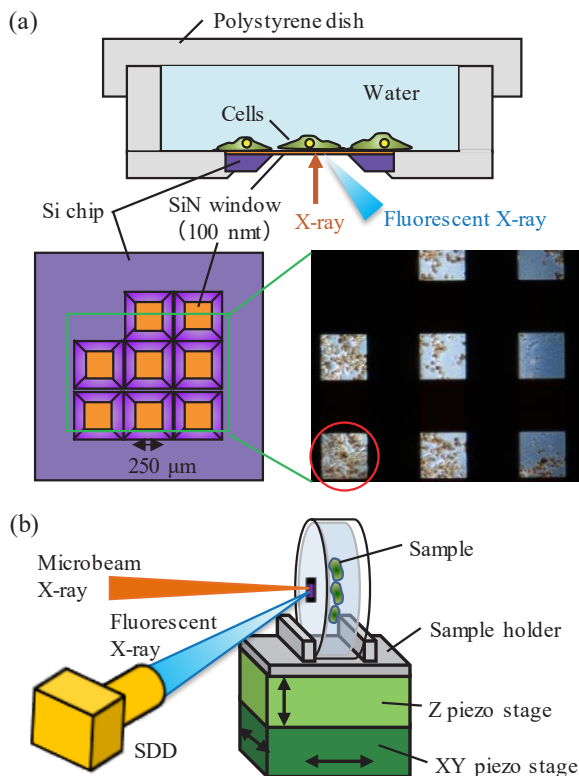 (a)
Polystyrene dish
Water
Cells
SiN window
(100 nmt)
Si chip
X-ray
Fluorescent X-ray
250 μm
(b)
Microbeam
X-ray
Fluorescent
X-ray
SDD
Sample
Sample holder
Z piezo stage
XY piezo stage